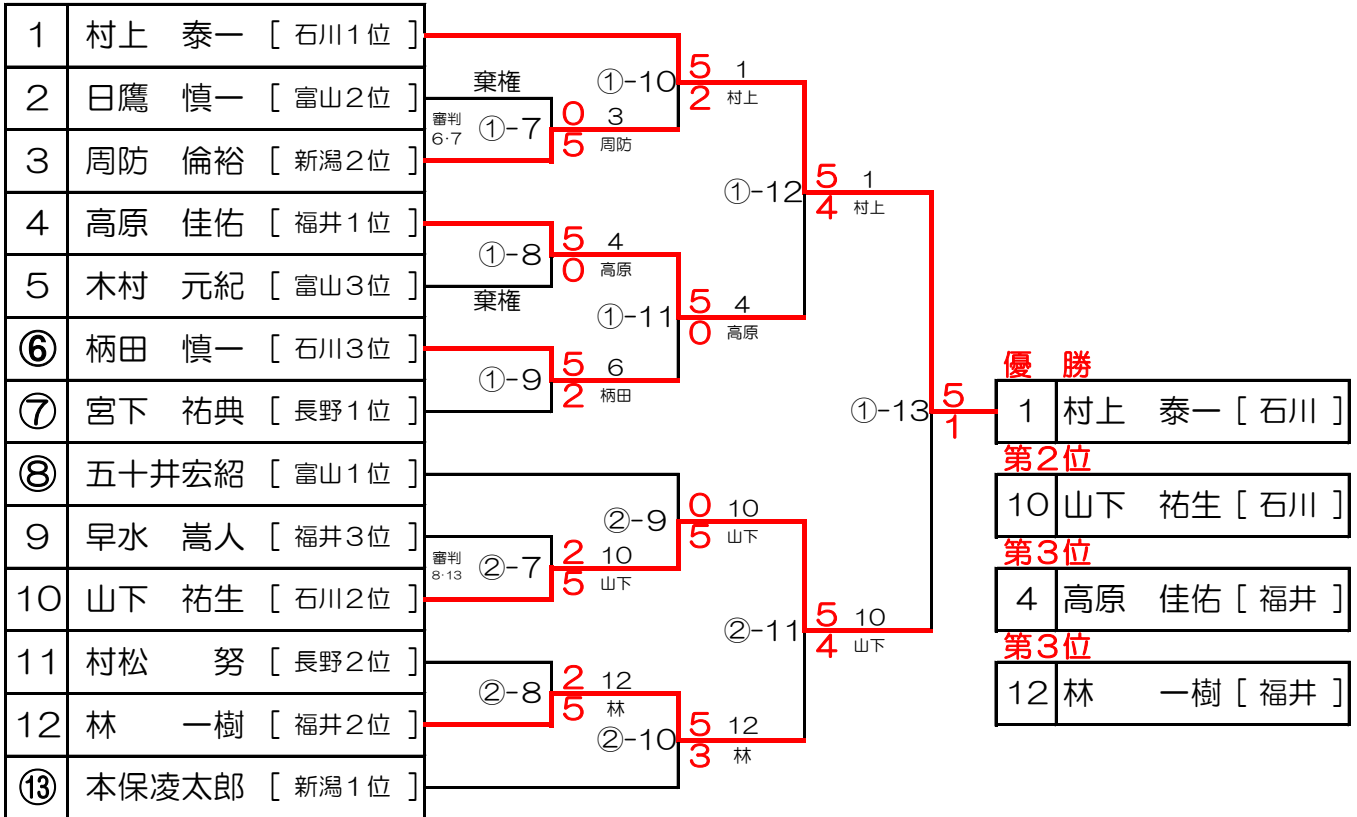 1 村上 泰一 [ 石川1位 ]
2 日鷹 慎一 [ 富山2位 ]
3 周防 倫裕 [ 新潟2位 ]
4 高原 佳佑 [ 福井1位 ]
5 木村 元紀 [ 富山3位 ]
⑥ 柄田 慎一 [ 石川3位 ]
⑦ 宮下 祐典 [ 長野1位 ]
⑧ 五十井宏紹 [ 富山1位 ]
9 早水 嵩人 [ 福井3位 ]
10 山下 祐生 [ 石川2位 ]
11 村松 努 [ 長野2位 ]
12 林 一樹 [ 福井2位 ]
⑬ 本保凌太郎 [ 新潟1位 ]
棄権
審判
6·7
①-7
0 3
5 周防
①-8
5 4
0 高原
棄権
①-9
5 6
2 柄田
審判
8·13
②-7
2 10
5 山下
②-8
2 12
5 林
①-10
5 1
2 村上
①-11
5 4
0 高原
②-9
0 10
5 山下
②-10
5 12
3 林
①-12
5 1
4 村上
②-11
5 10
4 山下
①-13
5
1
優 勝
1 村上 泰一 [ 石川 ]
第2位
10 山下 祐生 [ 石川 ]
第3位
4 高原 佳佑 [ 福井 ]
第3位
12 林 一樹 [ 福井 ]